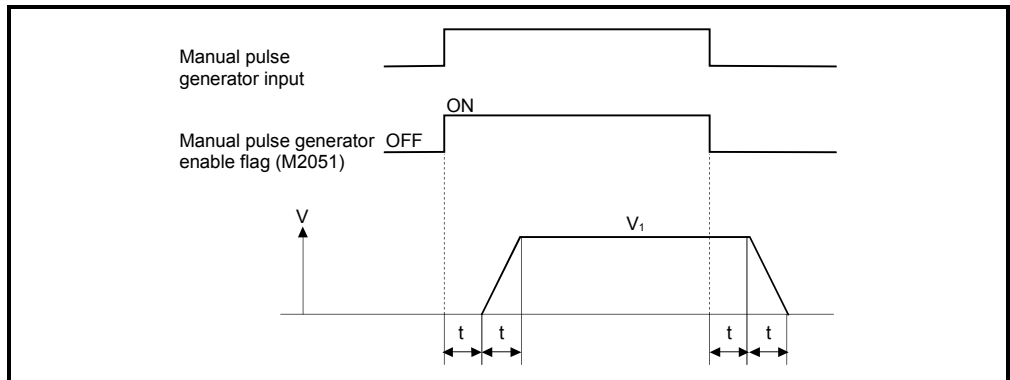 Manual pulse
generator input
ON
Manual pulse generator OFF
enable flag (M2051)
V
V₁
t t t t